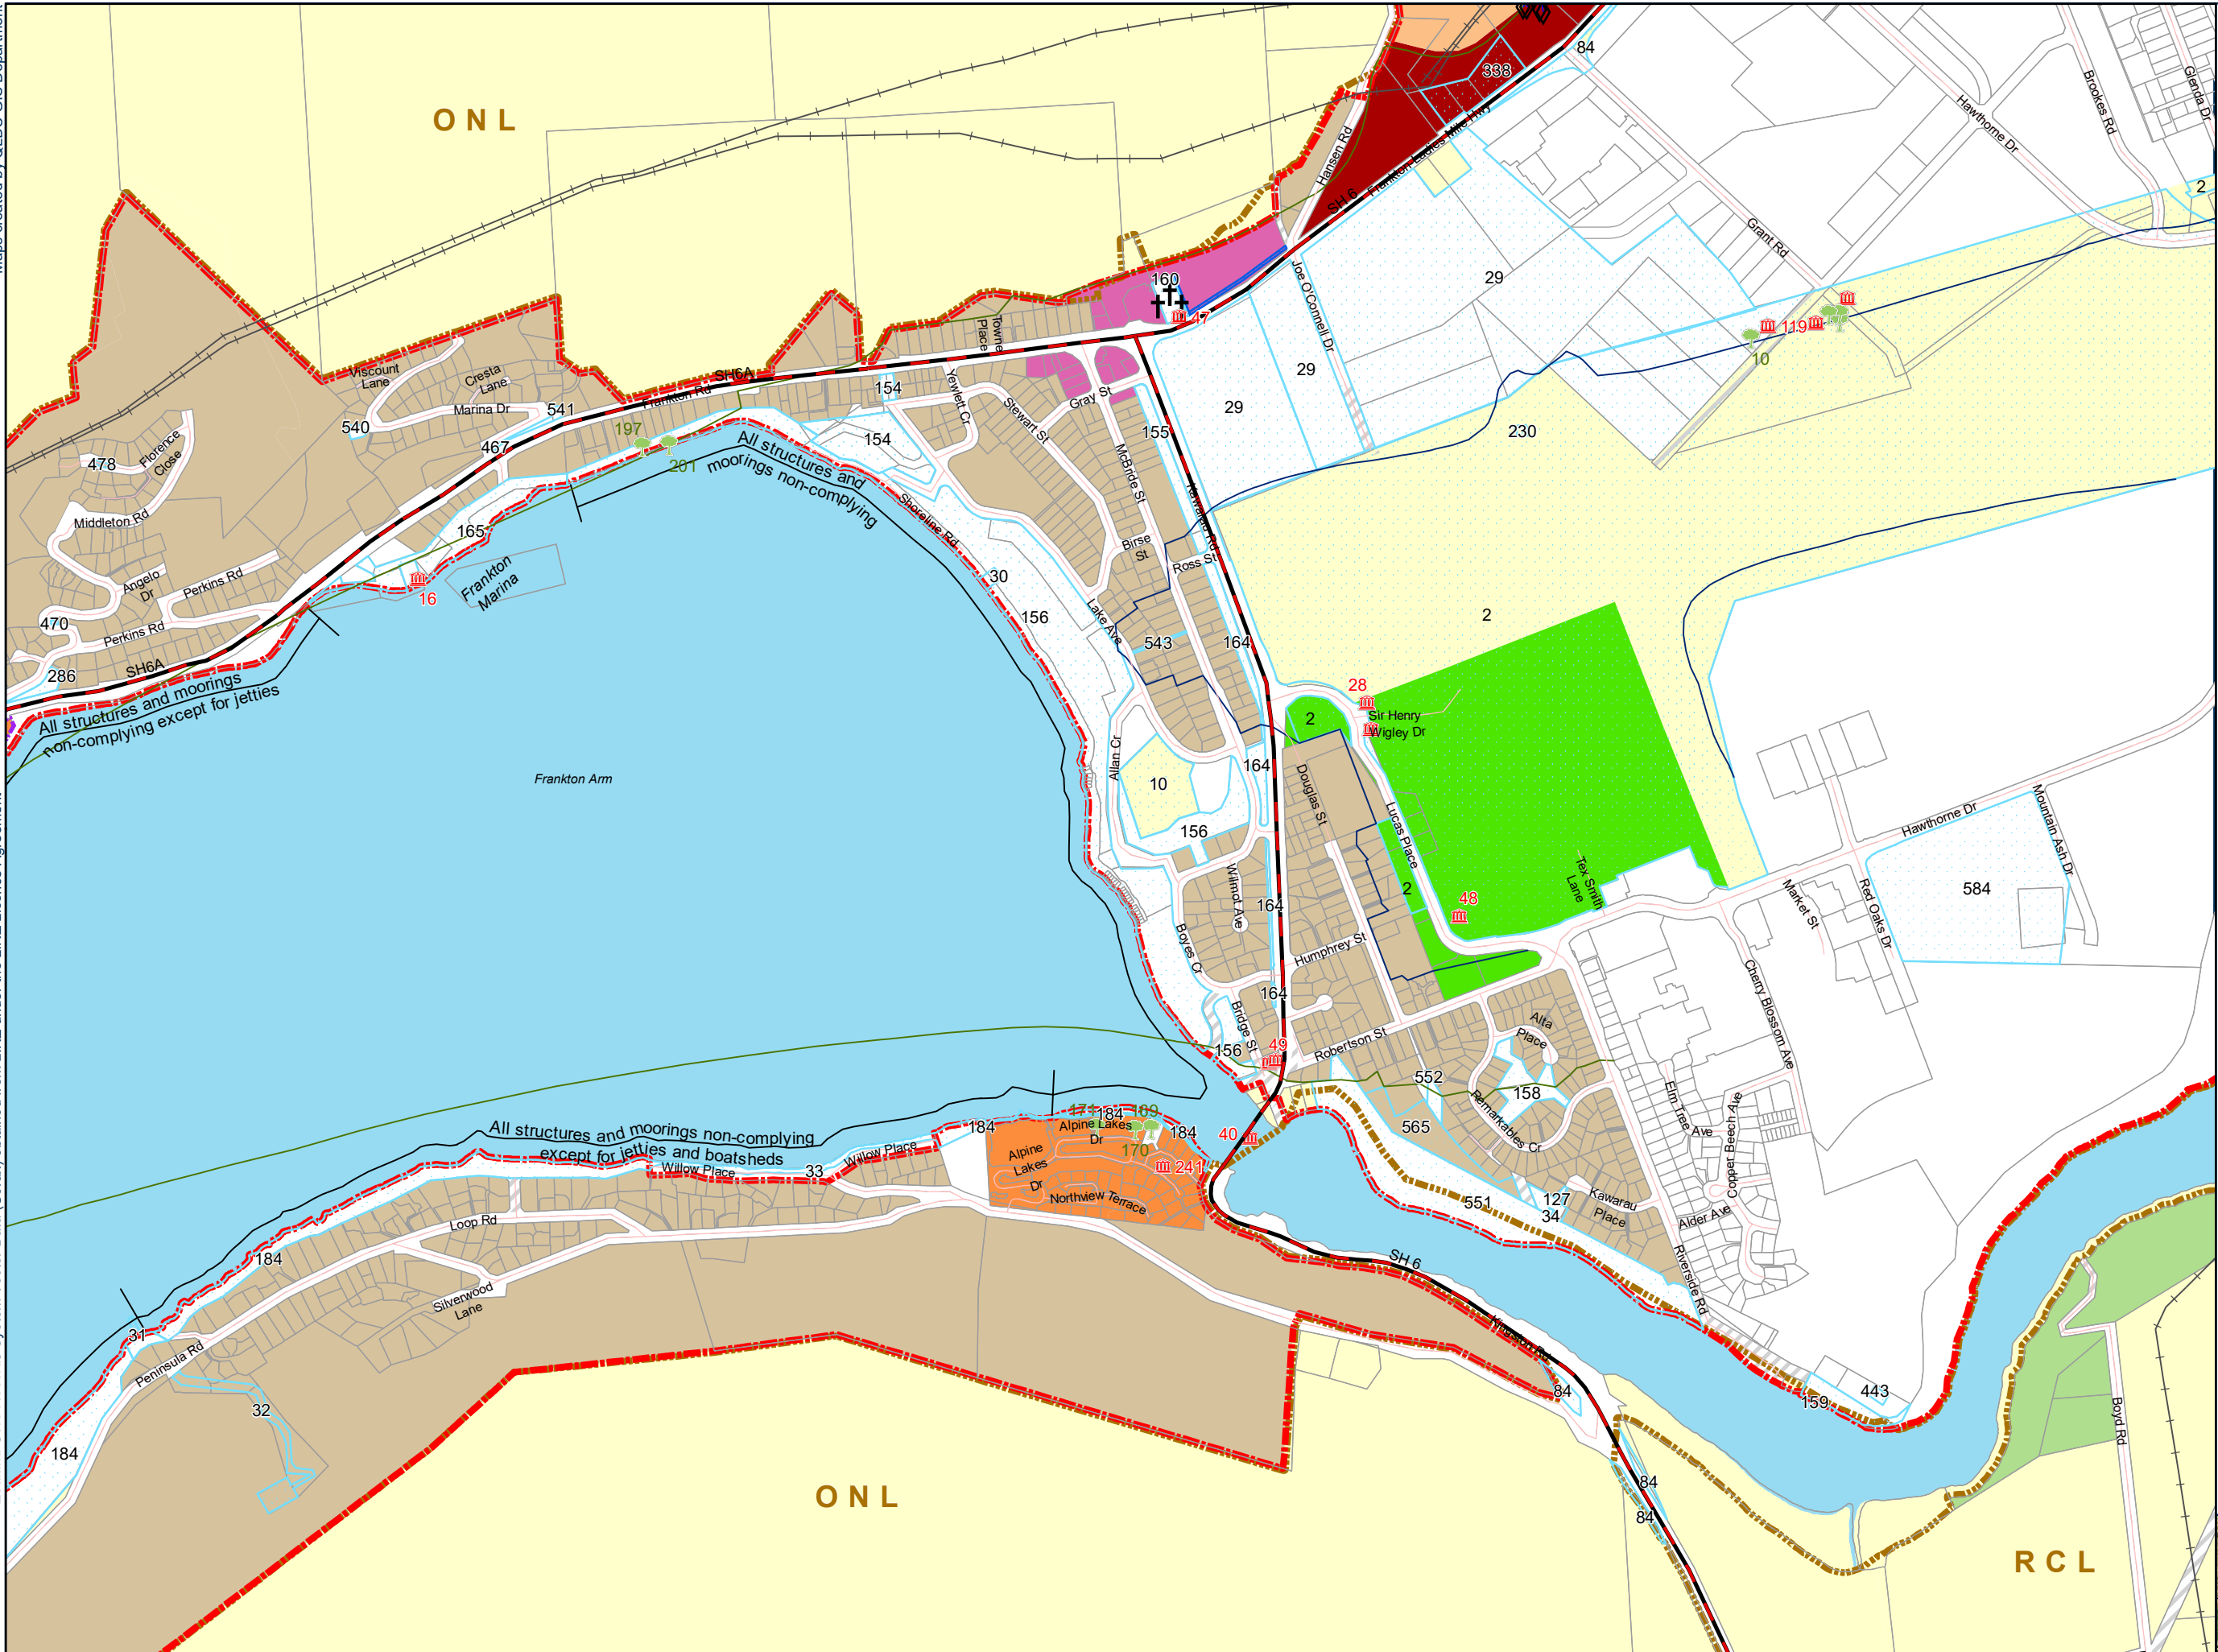 84
338
O N L
Hansen Rd
Frankton Ladies Mile Hwy
SH 6
Hawthorne Dr
Brookes Rd
Glenda Dr
2
Grant Rd
160
47
Joe O'Connell Dr
29
29
29
119
10
Viscount
Lane
Cresta
Lane
Marina Dr
541
540
467
SH6A
Frankton Rd
197
201
Towne
Place
154
154
Yewlett Cr
Stewart St
Gray St
McBride St
155
Kawarau Rd
230
478
Florence
Close
Middleton Rd
Angelo
Dr
Perkins Rd
Perkins Rd
470
286
SH6A
165
16
Frankton
Marina
All structures and
moorings non-complying
Shoreline Rd
30
156
Birse
St
Ross St
Lake Ave
543
164
2
All structures and moorings
non-complying except for jetties
Frankton Arm
28
Sir Henry
Wigley Dr
2
Allan Cr
10
164
156
Douglas St
Lucas Place
2
48
Tex Smith
Lane
Hawthorne Dr
Mountain Ash Dr
584
Market St
Red Oaks Dr
Wilmot Ave
164
Boyes Cr
Humphrey St
164
Bridge St
156
49
Robertson St
Alta
Place
552
158
Remarkables Cr
565
Cherry Blossom Ave
Elm Tree
Ave
Copper Beech Ave
Alder Ave
Riverside Rd
Kawarau
Place
127
34
551
All structures and moorings non-complying
except for jetties and boatsheds
Willow Place
33
Willow Place
184
171
184
189
184
Alpine Lakes
Dr
170
Alpine
Lakes
Dr
Northview Terrace
241
40
Loop Rd
184
Silverwood
Lane
31
Peninsula Rd
32
184
SH 6
Kingston Rd
84
84
84
159
443
Boyd Rd
O N L
R C L